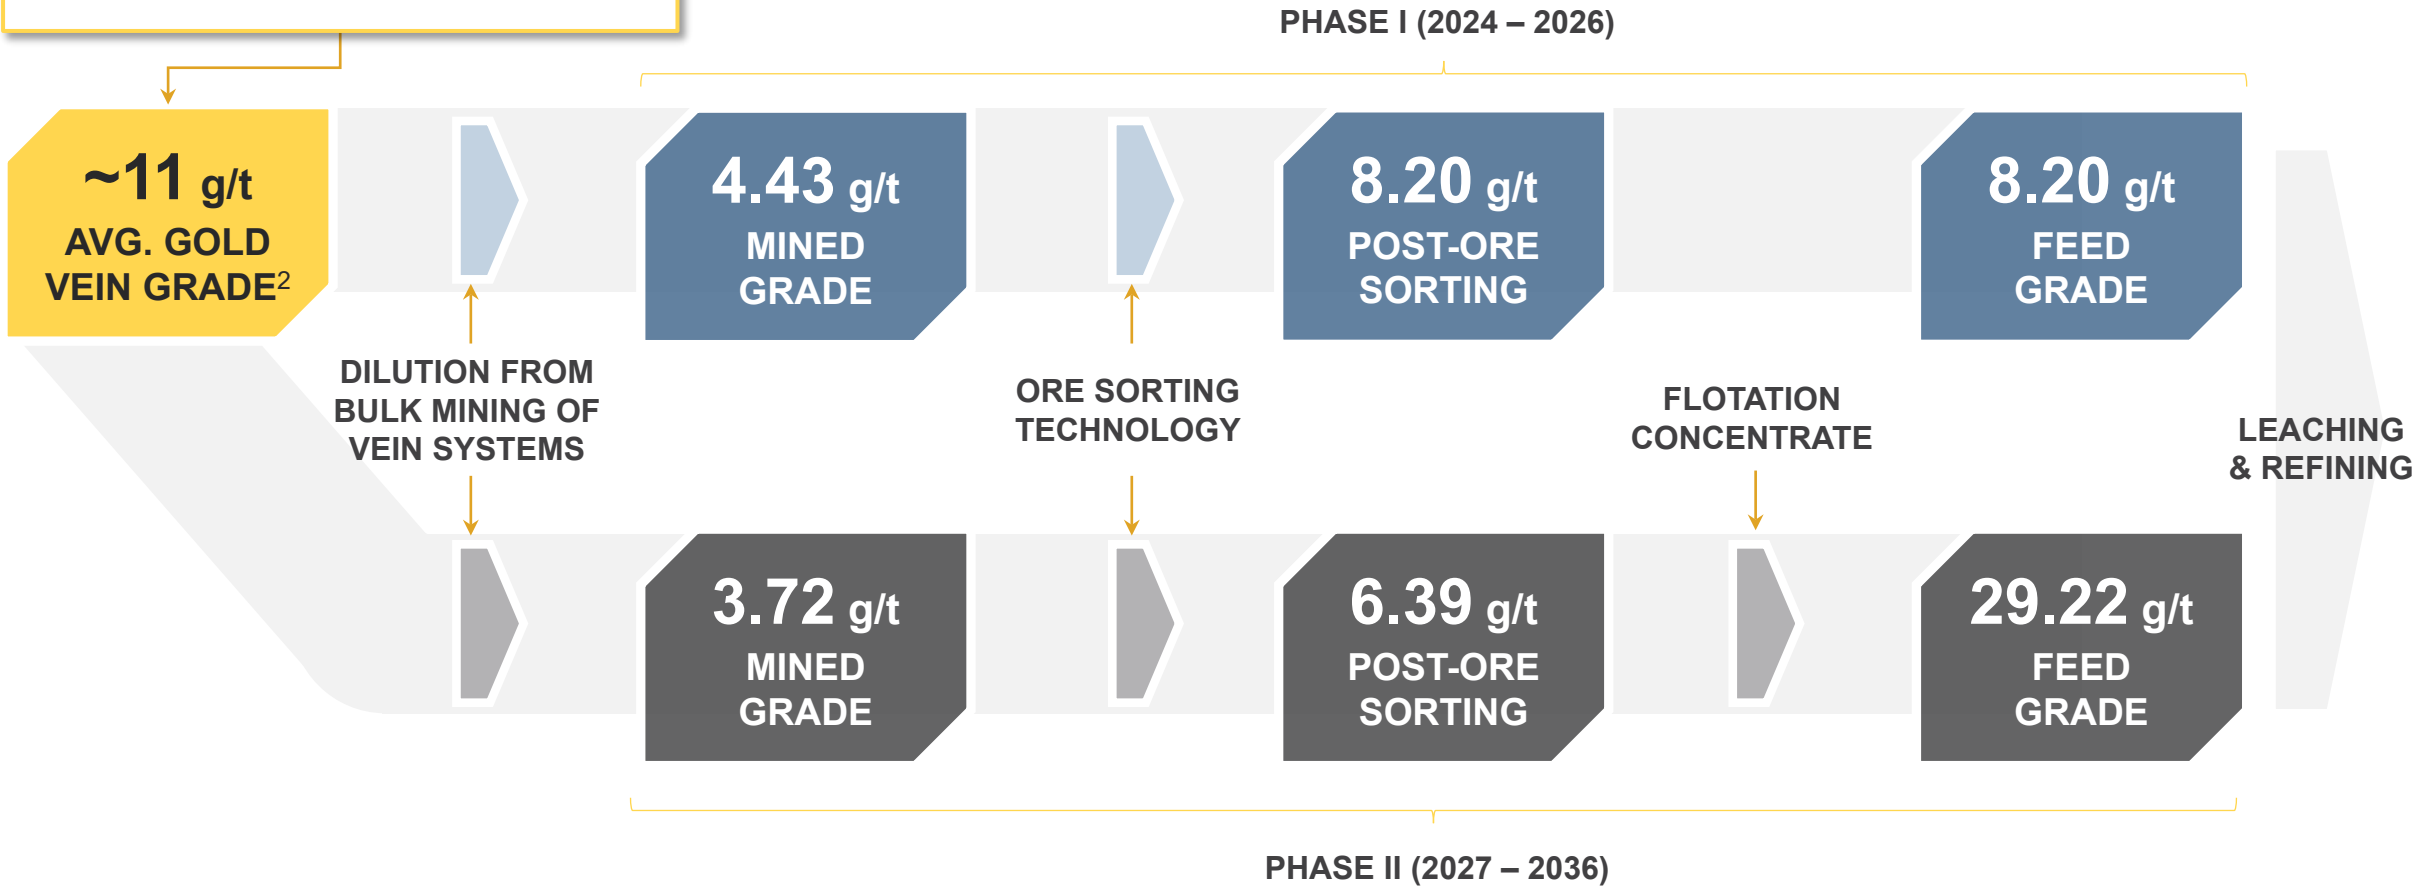 PHASE I (2024 – 2026)
~11 g/t
AVG. GOLD
VEIN GRADE²
4.43 g/t
MINED
GRADE
8.20 g/t
POST-ORE
SORTING
8.20 g/t
FEED
GRADE
DILUTION FROM
BULK MINING OF
VEIN SYSTEMS
ORE SORTING
TECHNOLOGY
FLOTATION
CONCENTRATE
LEACHING
& REFINING
3.72 g/t
MINED
GRADE
6.39 g/t
POST-ORE
SORTING
29.22 g/t
FEED
GRADE
PHASE II (2027 – 2036)